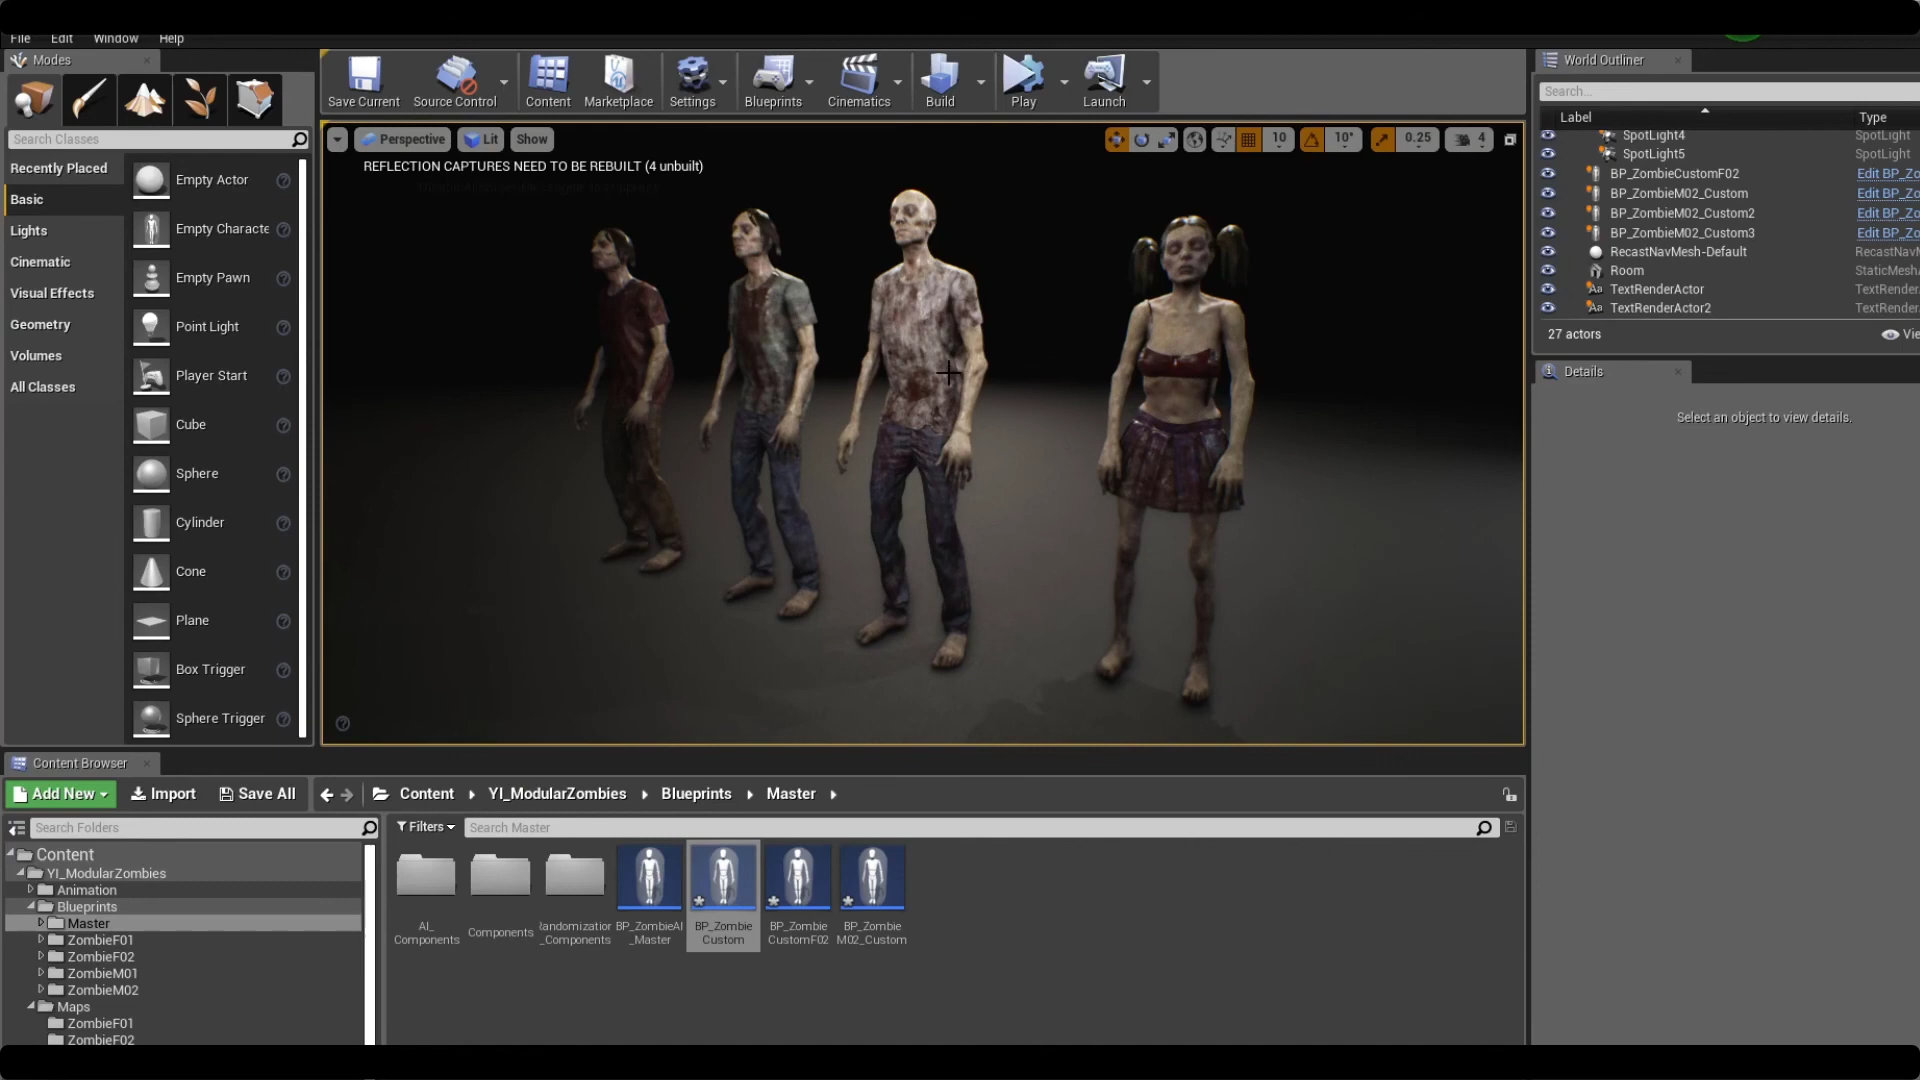 File Edit Window Help
Modes
World Outliner
Save Current Source Control Content Marketplace Settings Blueprints Cinematics Build Play Launch
Search...
Label Type
Search Classes
Perspective Lit Show 10 10° 0.25 4
REFLECTION CAPTURES NEED TO BE REBUILT (4 unbuilt)
Recently Placed
Basic
Lights
Cinematic
Visual Effects
Geometry
Volumes
All Classes
Empty Actor
Empty Characte
Empty Pawn
Point Light
Player Start
Cube
Sphere
Cylinder
Cone
Plane
Box Trigger
Sphere Trigger
SpotLight4 SpotLight
SpotLight5 SpotLight
BP_ZombieCustomF02 Edit BP_Zo
BP_ZombieM02_Custom Edit BP_Zo
BP_ZombieM02_Custom2 Edit BP_Zo
BP_ZombieM02_Custom3 Edit BP_Zo
RecastNavMesh-Default RecastNavM
Room StaticMesh
TextRenderActor TextRender
TextRenderActor2 TextRender
27 actors Vie
Details
Select an object to view details.
Content Browser
Add New Import Save All Content YI_ModularZombies Blueprints Master
Search Folders Filters Search Master
Content
YI_ModularZombies
Animation
Blueprints
Master
ZombieF01
ZombieF02
ZombieM01
ZombieM02
Maps
ZombieF01
ZombieF02
AI_
Components
Components
Randomization
_Components
BP_ZombieAI
_Master
BP_Zombie
Custom
BP_Zombie
CustomF02
BP_Zombie
M02_Custom